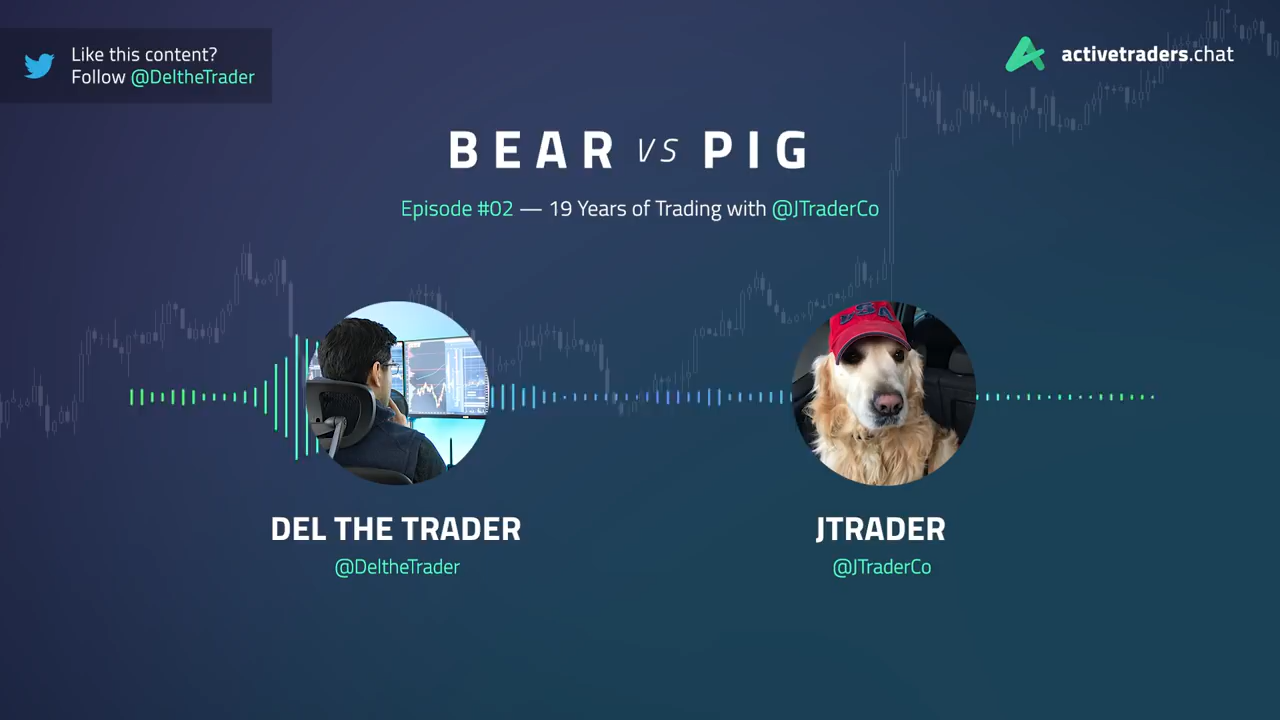 Like this content?
Follow @DeltheTrader
activetraders.chat
BEAR VS PIG
Episode #02 — 19 Years of Trading with @JTraderCo
USA
DEL THE TRADER
@DeltheTrader
JTRADER
@JTraderCo